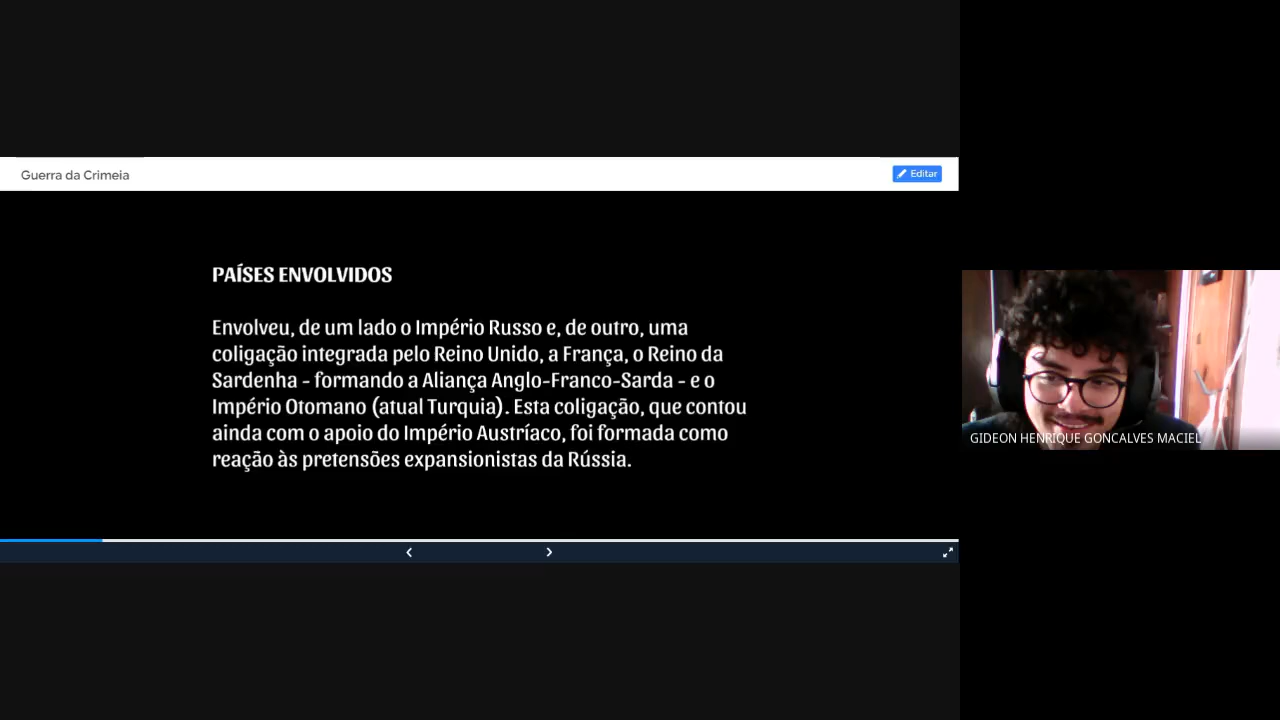 Guerra da Crimeia
Editar
PAÍSES ENVOLVIDOS
Envolveu, de um lado o Império Russo e, de outro, uma
coligação integrada pelo Reino Unido, a França, o Reino da
Sardenha - formando a Aliança Anglo-Franco-Sarda - e o
Império Otomano (atual Turquia). Esta coligação, que contou
ainda com o apoio do Império Austríaco, foi formada como
reação às pretensões expansionistas da Rússia.
GIDEON HENRIQUE GONCALVES MACIEL